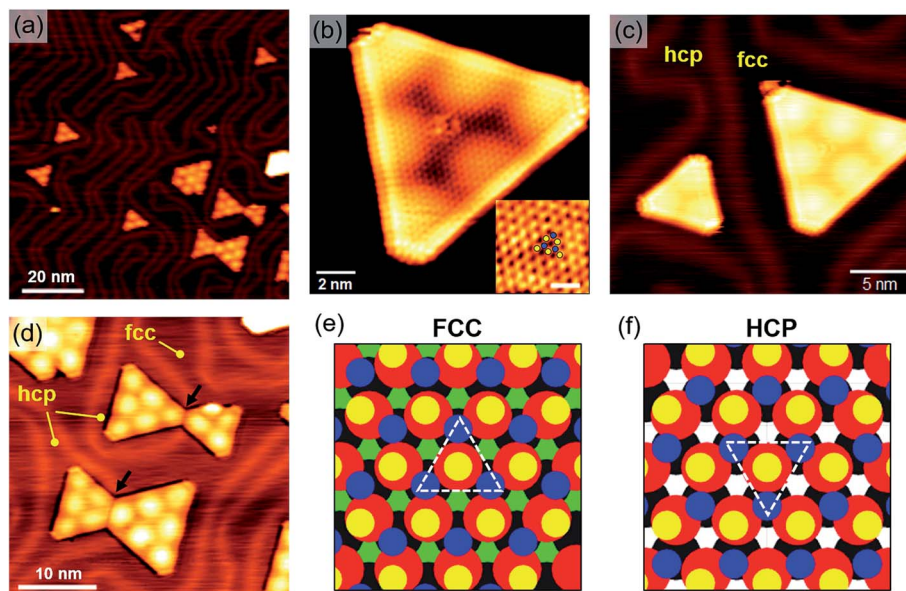 (a)
20 nm
(b)
2 nm
(c)
hcp
fcc
5 nm
(d)
fcc
hcp
10 nm
(e)
FCC
(f)
HCP